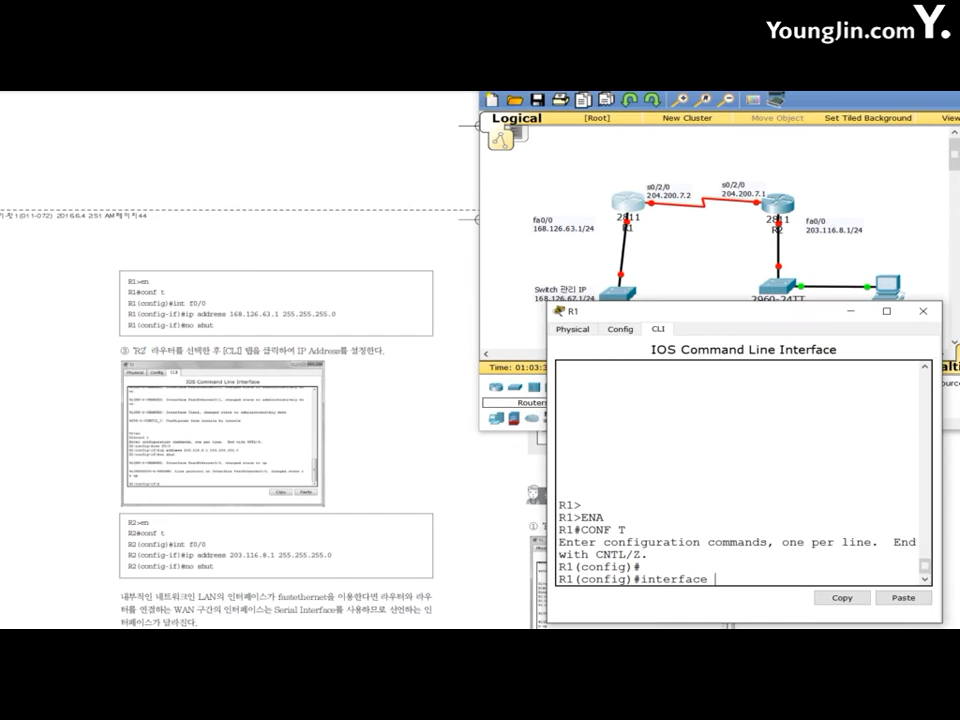 YoungJin.com Y.
Logical
[Root]
New Cluster
Move Object
Set Tiled Background
View
s0/2/0
204.200.7.2
s0/2/0
204.200.7.1
2811
R1
2811
R2
fa0/0
168.126.63.1/24
fa0/0
203.116.8.1/24
Switch 관리 IP
168.126.67.1/24
2960-24TT
Time: 01:03:3
Routers
R1
Physical
Config
CLI
IOS Command Line Interface
R1>
R1>ENA
R1#CONF T
Enter configuration commands, one per line. End
with CNTL/Z.
R1(config)#
R1(config)#interface
Copy
Paste
R1>en
R1#conf t
R1(config)#int f0/0
R1(config-if)#ip address 168.126.63.1 255.255.255.0
R1(config-if)#no shut
③ 'R2' 라우터를 선택한 후 [CLI] 탭을 클릭하여 IP Address를 설정한다.
Physical
Config
CLI
IOS Command Line Interface
Copy
Paste
R2>en
R2#conf t
R2(config)#int f0/0
R2(config-if)#ip address 203.116.8.1 255.255.255.0
R2(config-if)#no shut
내부적인 네트워크인 LAN의 인터페이스가 fastethernet을 이용한다면 라우터와 라우
터를 연결하는 WAN 구간의 인터페이스는 Serial Interface를 사용하므로 선언하는 인
터페이스가 달라진다.